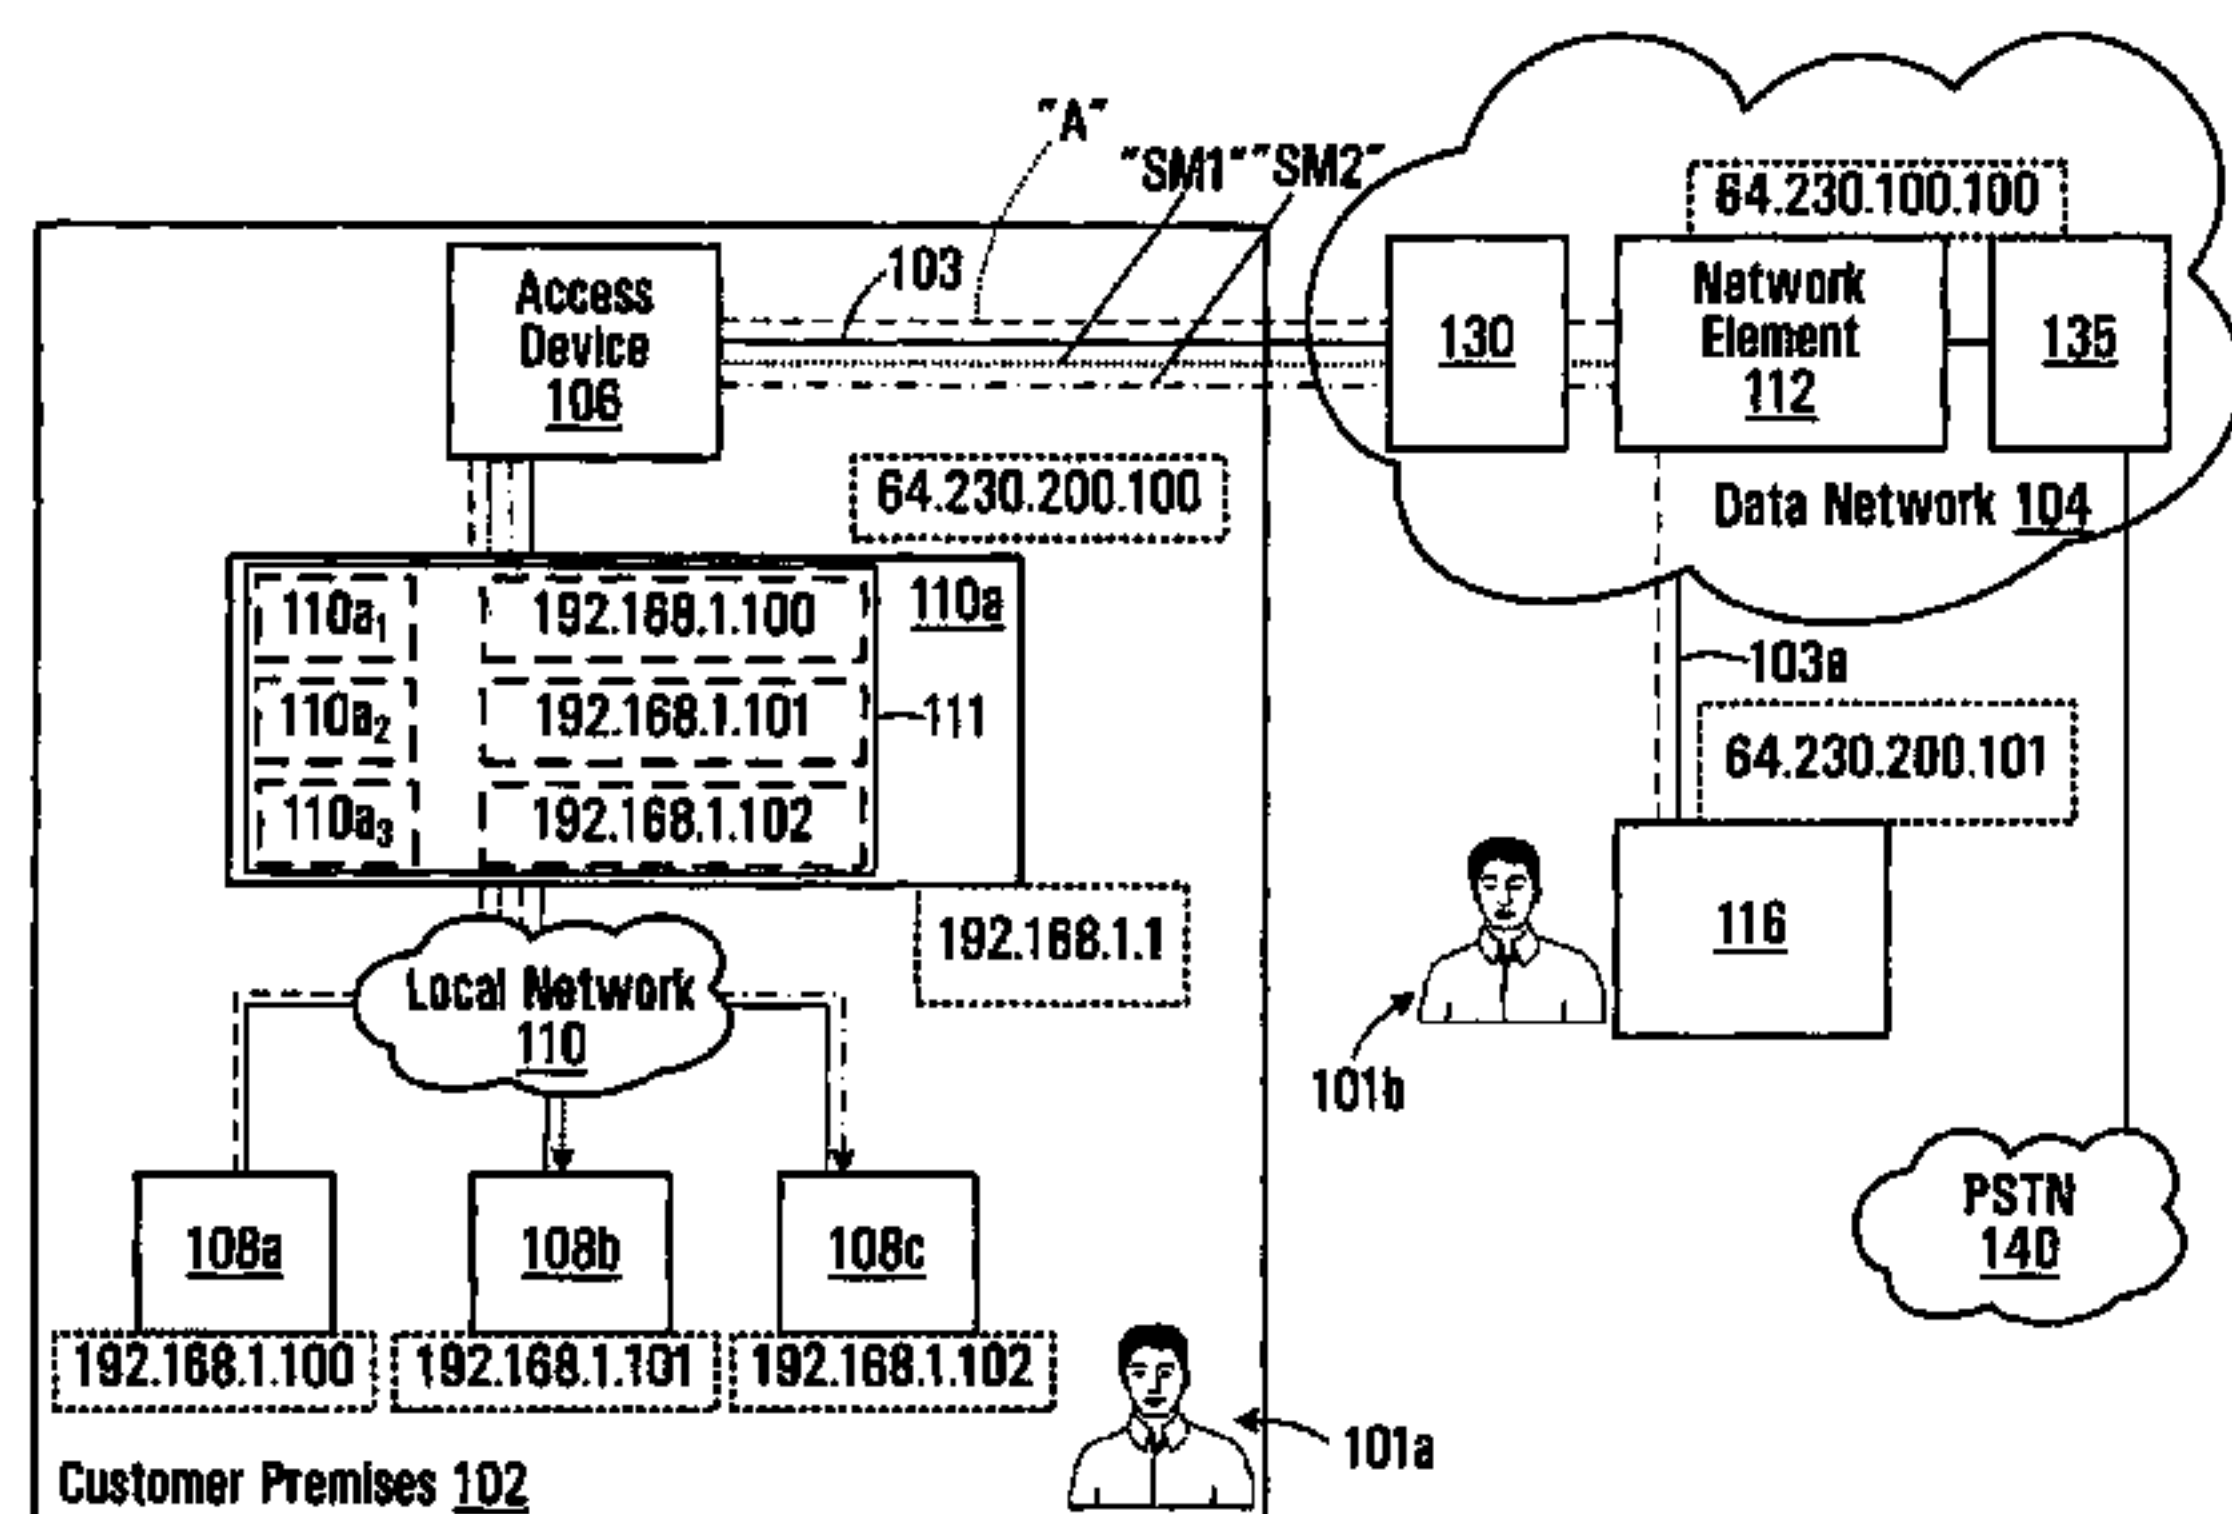 "A"
"SM1" "SM2"
64.230.100.100
103
Access
Device
106
130
Network
Element
112
135
64.230.200.100
Data Network 104
110a1
192.168.1.100
110a
110a2
192.168.1.101
111
110a3
192.168.1.102
103a
64.230.200.101
192.168.1.1
116
Local Network
110
101b
108a
108b
108c
PSTN
140
192.168.1.100
192.168.1.101
192.168.1.102
101a
Customer Premises 102